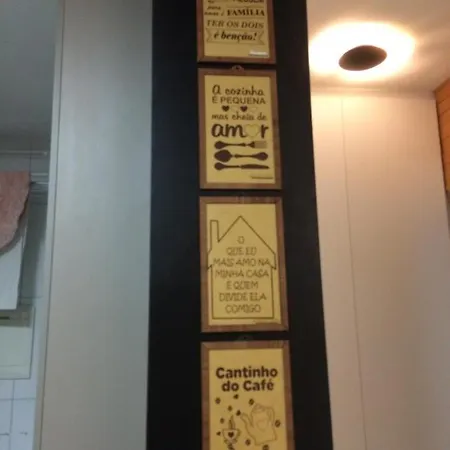 FAMÍLIA
TER OS DOIS
é benção!
A cozinha
É PEQUENA
mas cheia de
amor
O
QUE EU
MAIS AMO NA
MINHA CASA
É QUEM
DIVIDE ELA
COMIGO
Cantinho
do Café